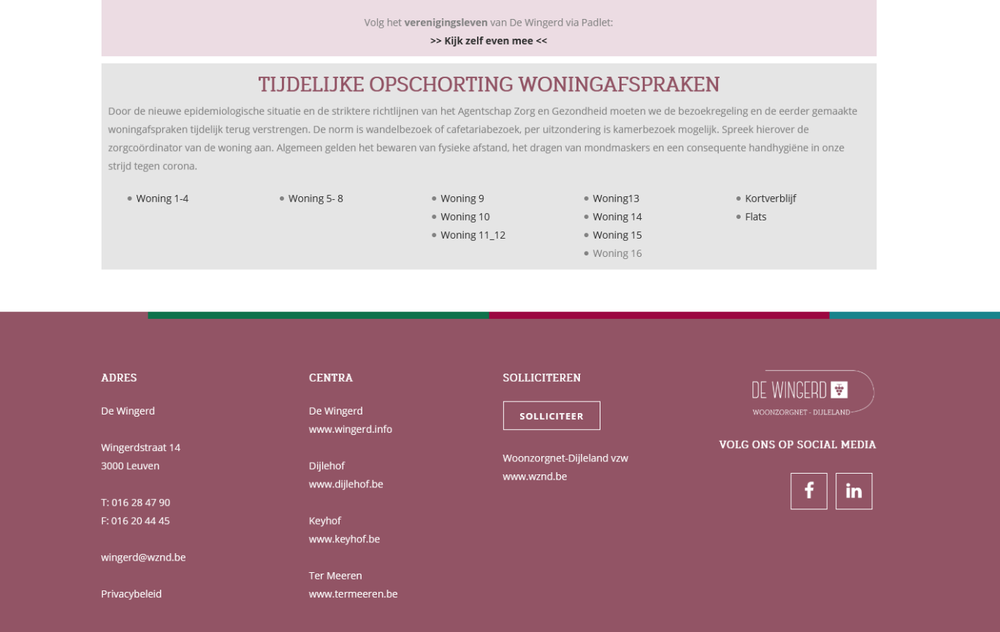 Volg het verenigingsleven van De Wingerd via Padlet:
>> Kijk zelf even mee <<
TIJDELIJKE OPSCHORTING WONINGAFSPRAKEN
Door de nieuwe epidemiologische situatie en de striktere richtlijnen van het Agentschap Zorg en Gezondheid moeten we de bezoekregeling en de eerder gemaakte
woningafspraken tijdelijk terug verstrengen. De norm is wandelbezoek of cafetariabezoek, per uitzondering is kamerbezoek mogelijk. Spreek hierover de
zorgcoördinator van de woning aan. Algemeen gelden het bewaren van fysieke afstand, het dragen van mondmaskers en een consequente handhygiëne in onze
strijd tegen corona.
Woning 1-4
Woning 5- 8
Woning 9
Woning 10
Woning 11_12
Woning13
Woning 14
Woning 15
Woning 16
Kortverblijf
Flats
ADRES
De Wingerd
Wingerdstraat 14
3000 Leuven
T: 016 28 47 90
F: 016 20 44 45
wingerd@wznd.be
Privacybeleid
CENTRA
De Wingerd
www.wingerd.info
Dijlehof
www.dijlehof.be
Keyhof
www.keyhof.be
Ter Meeren
www.termeeren.be
SOLLICITEREN
SOLLICITEER
Woonzorgnet-Dijleland vzw
www.wznd.be
DE WINGERD
WOONZORGNET - DIJLELAND
VOLG ONS OP SOCIAL MEDIA
f
in